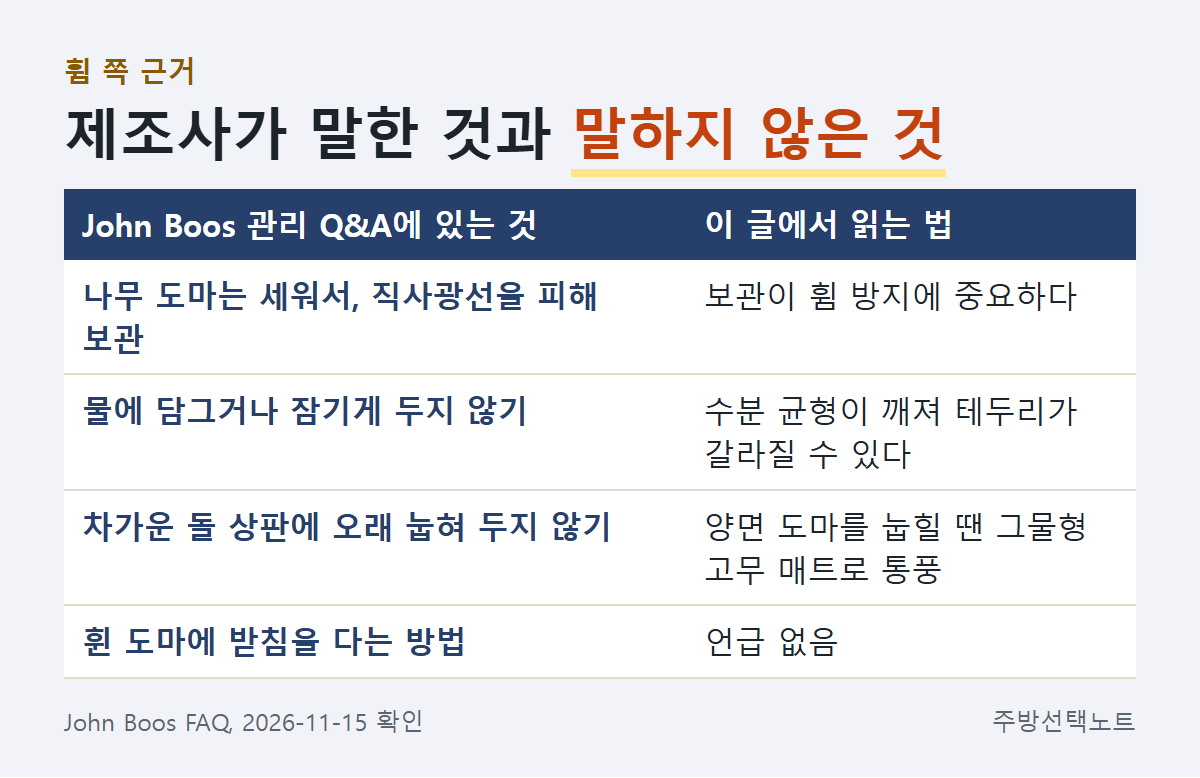 휨 쪽 근거
제조사가 말한 것과 말하지 않은 것
John Boos 관리 Q&A에 있는 것
이 글에서 읽는 법
나무 도마는 세워서, 직사광선을 피해
보관
보관이 휨 방지에 중요하다
물에 담그거나 잠기게 두지 않기
수분 균형이 깨져 테두리가
갈라질 수 있다
차가운 돌 상판에 오래 눕혀 두지 않기
양면 도마를 눕힐 땐 그물형
고무 매트로 통풍
휜 도마에 받침을 다는 방법
언급 없음
John Boos FAQ, 2026-11-15 확인
주방선택노트